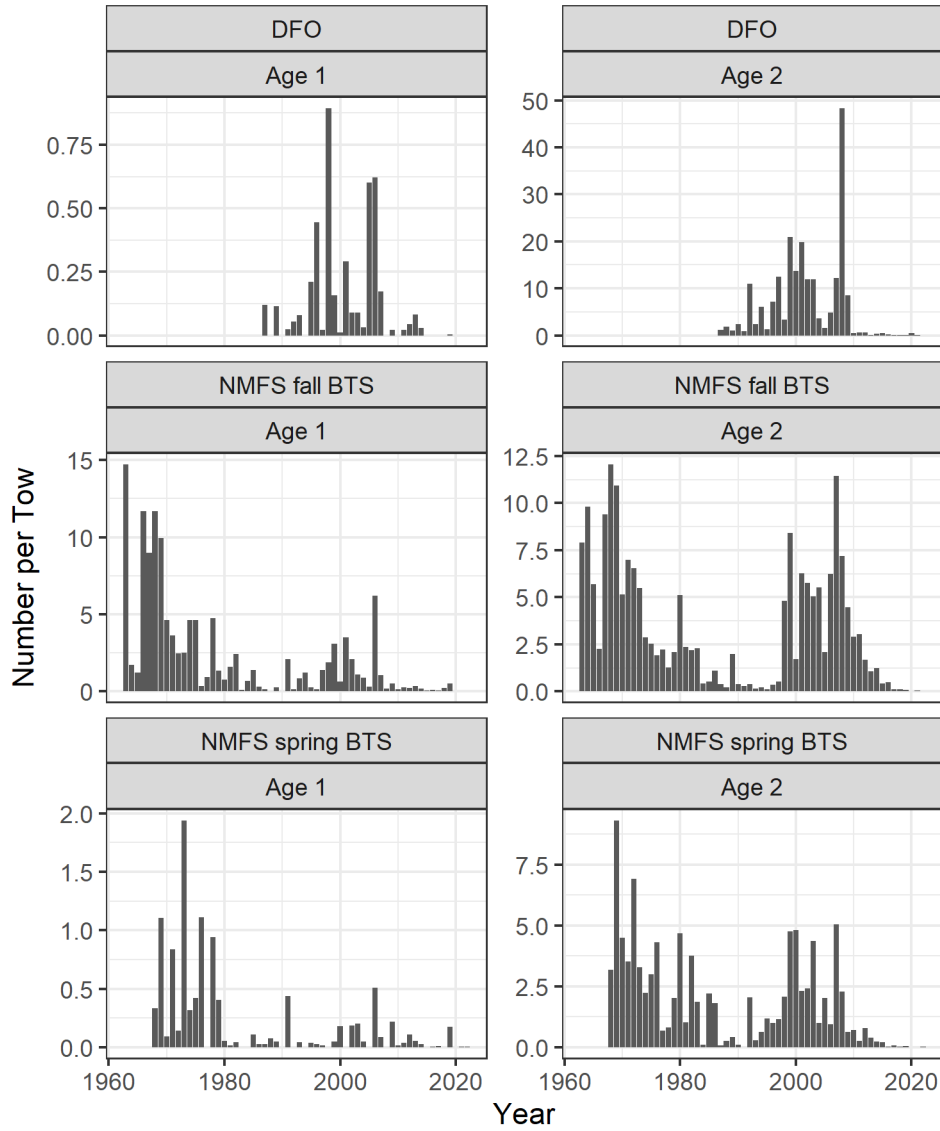 DFO
Age 1
0.75
0.50
0.25
0.00
DFO
Age 2
50
40
30
20
10
0
NMFS fall BTS
Age 1
15
10
5
0
NMFS fall BTS
Age 2
12.5
10.0
7.5
5.0
2.5
0.0
NMFS spring BTS
Age 1
2.0
1.5
1.0
0.5
0.0
1960 1980 2000 2020
NMFS spring BTS
Age 2
7.5
5.0
2.5
0.0
1960 1980 2000 2020
Number per Tow
Year